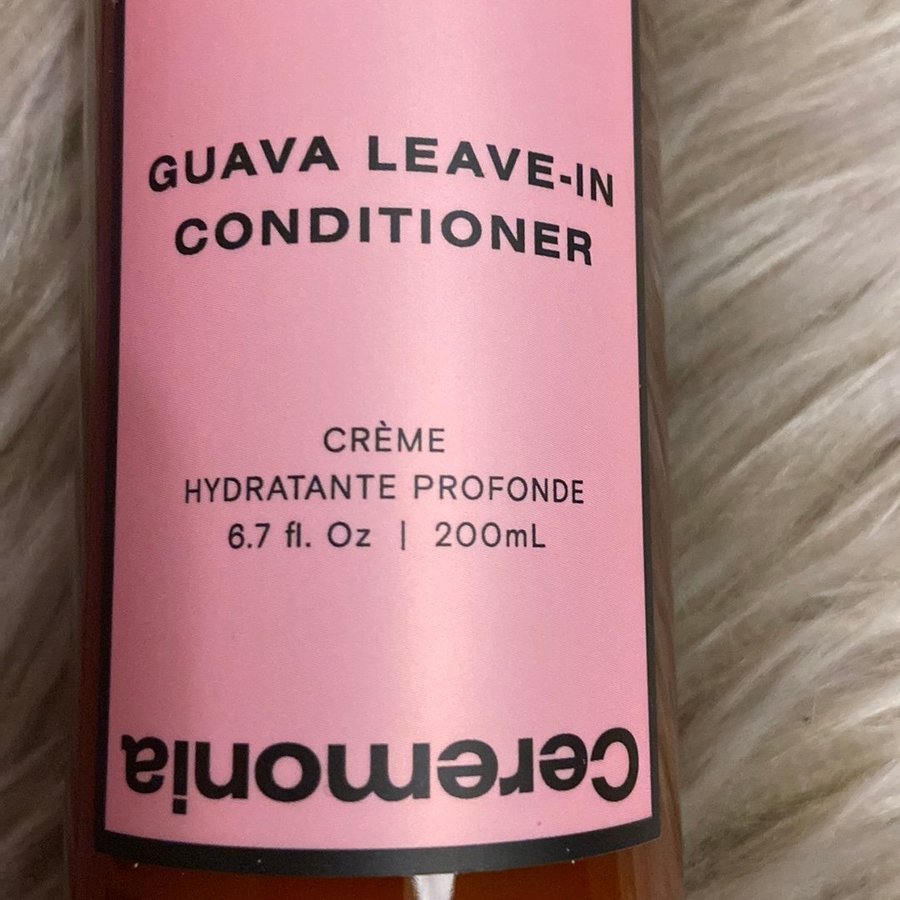 GUAVA LEAVE-IN
CONDITIONER
CRÈME
HYDRATANTE PROFONDE
6.7 fl. Oz | 200mL
Ceremonia